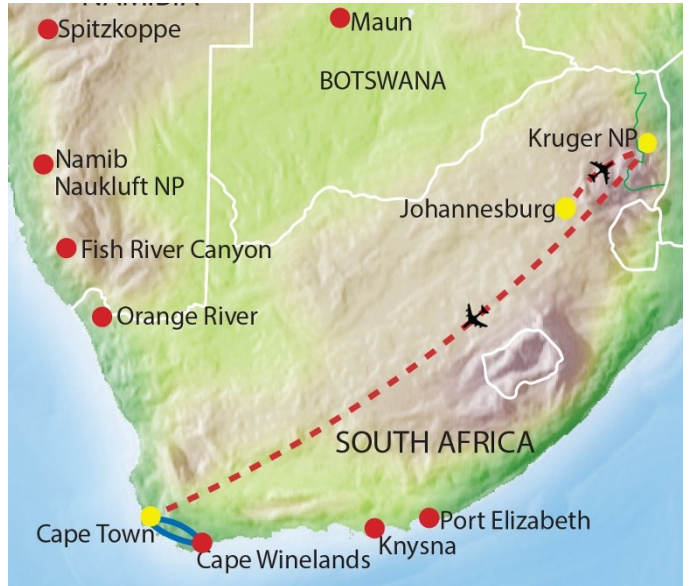 NAMIBIA
Spitzkoppe
Maun
BOTSWANA
Kruger NP
Namib
Naukluft NP
Johannesburg
Fish River Canyon
Orange River
SOUTH AFRICA
Cape Town
Port Elizabeth
Knysna
Cape Winelands